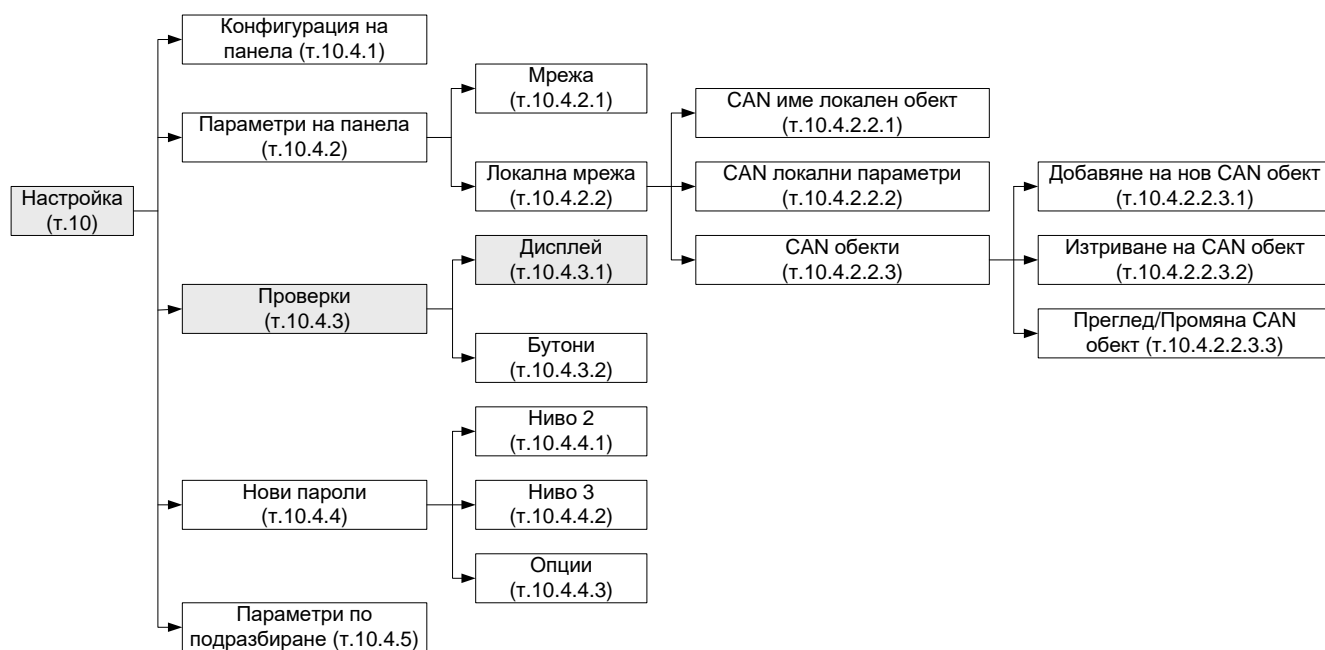 Настройка
(т.10)
Конфигурация на
панела (т.10.4.1)
Параметри на панела
(т.10.4.2)
Мрежа
(т.10.4.2.1)
Локална мрежа
(т.10.4.2.2)
CAN име локален обект
(т.10.4.2.2.1)
CAN локални параметри
(т.10.4.2.2.2)
CAN обекти
(т.10.4.2.2.3)
Добавяне на нов CAN обект
(т.10.4.2.2.3.1)
Изтриване на CAN обект
(т.10.4.2.2.3.2)
Преглед/Промяна CAN
обект (т.10.4.2.2.3.3)
Проверки
(т.10.4.3)
Дисплей
(т.10.4.3.1)
Бутони
(т.10.4.3.2)
Нови пароли
(т.10.4.4)
Ниво 2
(т.10.4.4.1)
Ниво 3
(т.10.4.4.2)
Опции
(т.10.4.4.3)
Параметри по
подразбиране (т.10.4.5)